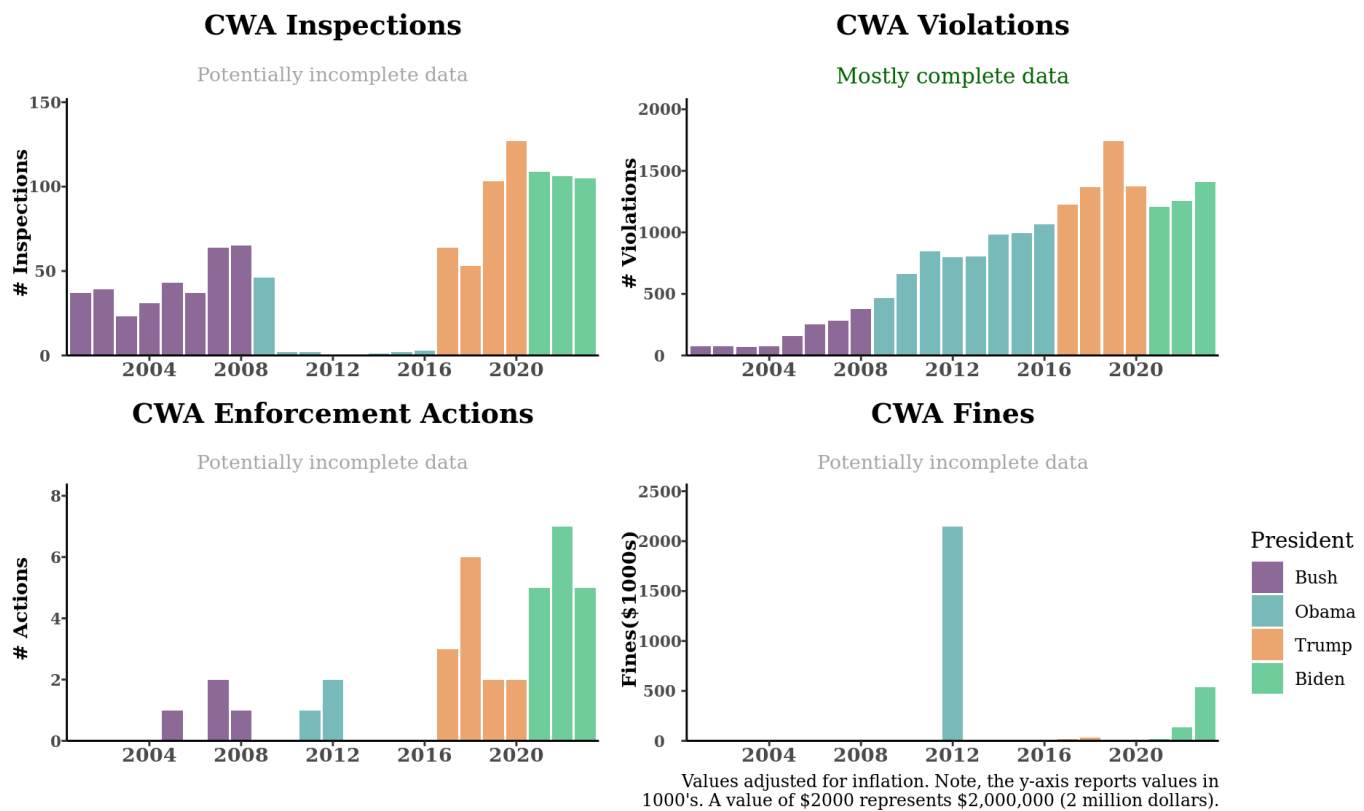 CWA Inspections
Potentially incomplete data
# Inspections
150
100
50
0
2004 2008 2012 2016 2020
CWA Violations
Mostly complete data
# Violations
2000
1500
1000
500
0
2004 2008 2012 2016 2020
CWA Enforcement Actions
Potentially incomplete data
# Actions
8
6
4
2
0
2004 2008 2012 2016 2020
CWA Fines
Potentially incomplete data
Fines($1000s)
2500
2000
1500
1000
500
0
2004 2008 2012 2016 2020
President
Bush
Obama
Trump
Biden
Values adjusted for inflation. Note, the y-axis reports values in
1000's. A value of $2000 represents $2,000,000 (2 million dollars).